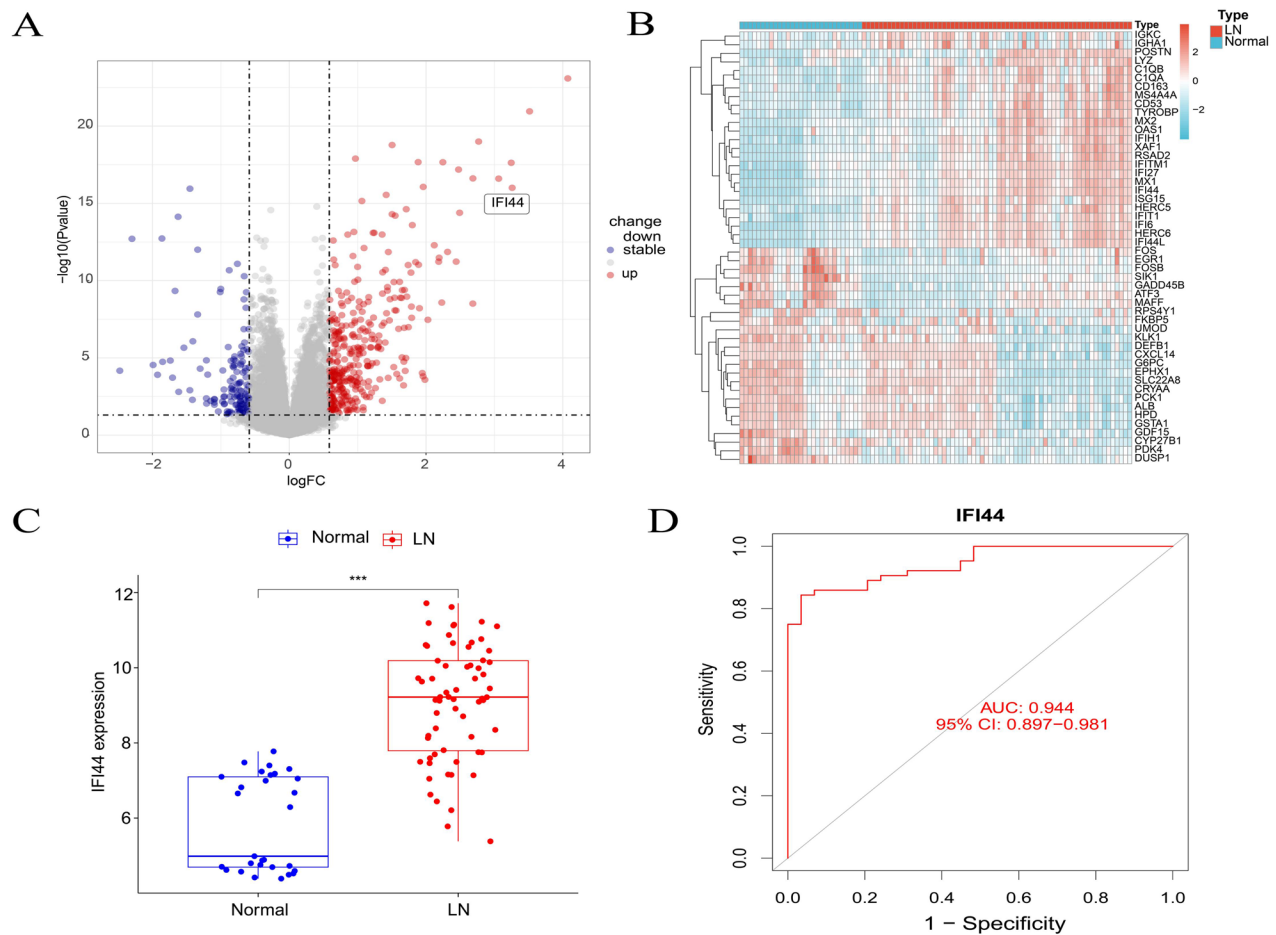 A
20
15
10
5
0
−2
0
2
4
−log10(Pvalue)
logFC
IFI44
change
down
stable
up
B
Type
IGKC
IGHA1
POSTN
LYZ
C1QB
C1QA
CD163
MS4A4A
CD53
TYROBP
MX2
OAS1
IFIH1
XAF1
RSAD2
IFITM1
IFI27
MX1
IFI44
ISG15
HERC5
IFIT1
IFI6
HERC6
IFI44L
FOS
EGR1
FOSB
SIK1
GADD45B
ATF3
MAFF
RPS4Y1
FKBP5
UMOD
KLK1
DEFB1
CXCL14
G6PC
EPHX1
SLC22A8
CRYAA
PCK1
ALB
HPD
GSTA1
GDF15
CYP27B1
PDK4
DUSP1
2
0
−2
Type
LN
Normal
C
Normal LN
***
12
10
8
6
IFI44 expression
Normal LN
D
IFI44
1.0
0.8
0.6
0.4
0.2
0.0
Sensitivity
AUC: 0.944
95% CI: 0.897−0.981
0.0 0.2 0.4 0.6 0.8 1.0
1 − Specificity